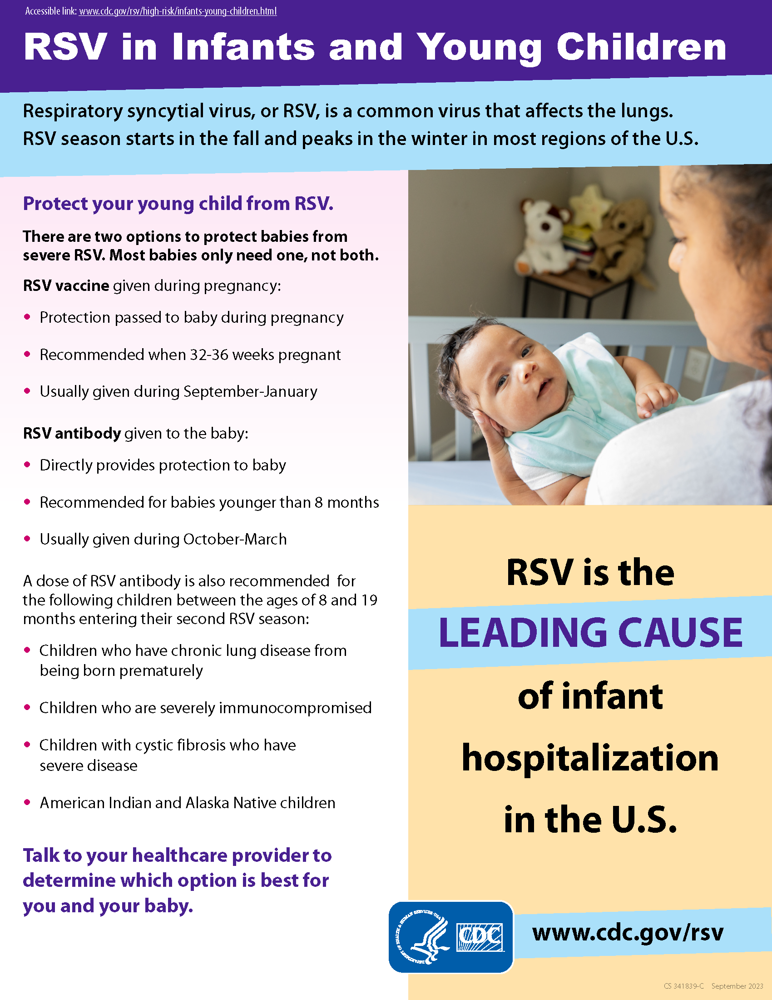 Accessible link: www.cdc.gov/rsv/high-risk/infants-young-children.html
RSV in Infants and Young Children
Respiratory syncytial virus, or RSV, is a common virus that affects the lungs.
RSV season starts in the fall and peaks in the winter in most regions of the U.S.
Protect your young child from RSV.
There are two options to protect babies from
severe RSV. Most babies only need one, not both.
RSV vaccine given during pregnancy:
• Protection passed to baby during pregnancy
• Recommended when 32-36 weeks pregnant
• Usually given during September-January
RSV antibody given to the baby:
• Directly provides protection to baby
• Recommended for babies younger than 8 months
• Usually given during October-March
A dose of RSV antibody is also recommended for
the following children between the ages of 8 and 19
months entering their second RSV season:
• Children who have chronic lung disease from
being born prematurely
• Children who are severely immunocompromised
• Children with cystic fibrosis who have
severe disease
• American Indian and Alaska Native children
Talk to your healthcare provider to
determine which option is best for
you and your baby.
RSV is the
LEADING CAUSE
of infant
hospitalization
in the U.S.
DEPARTMENT OF HEALTH & HUMAN SERVICES • USA
CDC
www.cdc.gov/rsv
CS 341839-C September 2023